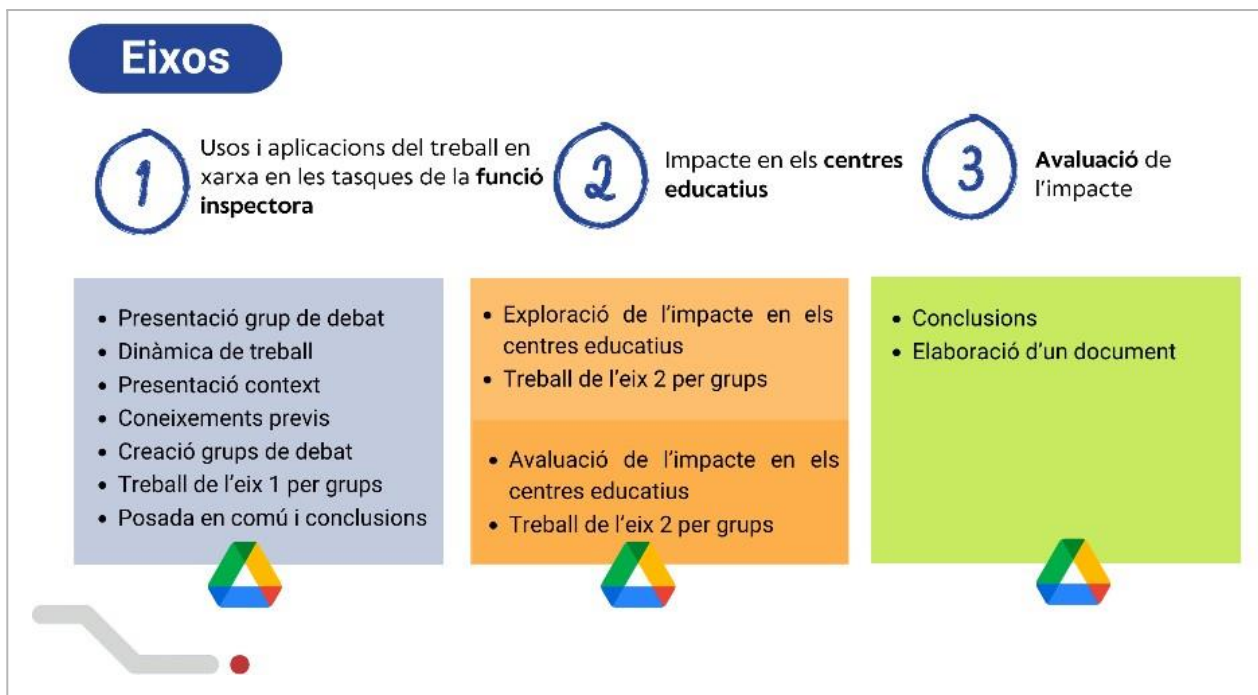 Eixos
1
Usos i aplicacions del treball en
xarxa en les tasques de la funció
inspectora
2
Impacte en els centres
educatius
3
Avaluació de
l'impacte
• Presentació grup de debat
• Dinàmica de treball
• Presentació context
• Coneixements previs
• Creació grups de debat
• Treball de l'eix 1 per grups
• Posada en comú i conclusions
• Exploració de l'impacte en els
centres educatius
• Treball de l'eix 2 per grups
• Avaluació de l'impacte en els
centres educatius
• Treball de l'eix 2 per grups
• Conclusions
• Elaboració d'un document